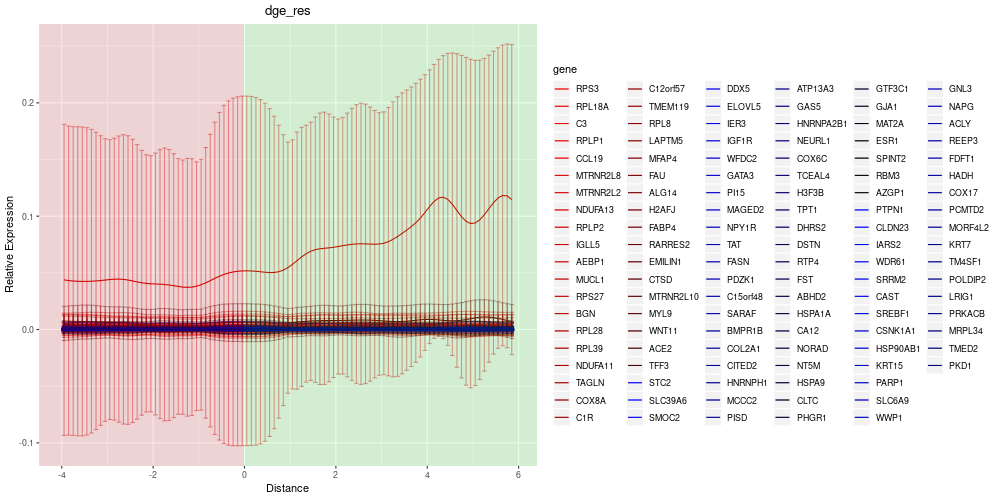 dge_res
Relative Expression
0.2
0.1
0.0
-0.1
-4
-2
0
2
4
6
Distance
gene
RPS3
RPL18A
C3
RPLP1
CCL19
MTRNR2L8
MTRNR2L2
NDUFA13
RPLP2
IGLL5
AEBP1
MUCL1
RPS27
BGN
RPL28
RPL39
NDUFA11
TAGLN
COX8A
C1R
C12orf57
TMEM119
RPL8
LAPTM5
MFAP4
FAU
ALG14
H2AFJ
FABP4
RARRES2
EMILIN1
CTSD
MTRNR2L10
MYL9
WNT11
ACE2
TFF3
STC2
SLC39A6
SMOC2
DDX5
ELOVL5
IER3
IGF1R
WFDC2
GATA3
PI15
MAGED2
NPY1R
TAT
FASN
PDZK1
C15orf48
SARAF
BMPR1B
COL2A1
CITED2
HNRNPH1
MCCC2
PISD
ATP13A3
GAS5
HNRNPA2B1
NEURL1
COX6C
TCEAL4
H3F3B
TPT1
DHRS2
DSTN
RTP4
FST
ABHD2
HSPA1A
CA12
NORAD
NT5M
HSPA9
CLTC
PHGR1
GTF3C1
GJA1
MAT2A
ESR1
SPINT2
RBM3
AZGP1
PTPN1
CLDN23
IARS2
WDR61
SRRM2
CAST
SREBF1
CSNK1A1
HSP90AB1
KRT15
PARP1
SLC6A9
WWP1
GNL3
NAPG
ACLY
REEP3
FDFT1
HADH
COX17
PCMTD2
MORF4L2
KRT7
TM4SF1
POLDIP2
LRIG1
PRKACB
MRPL34
TMED2
PKD1